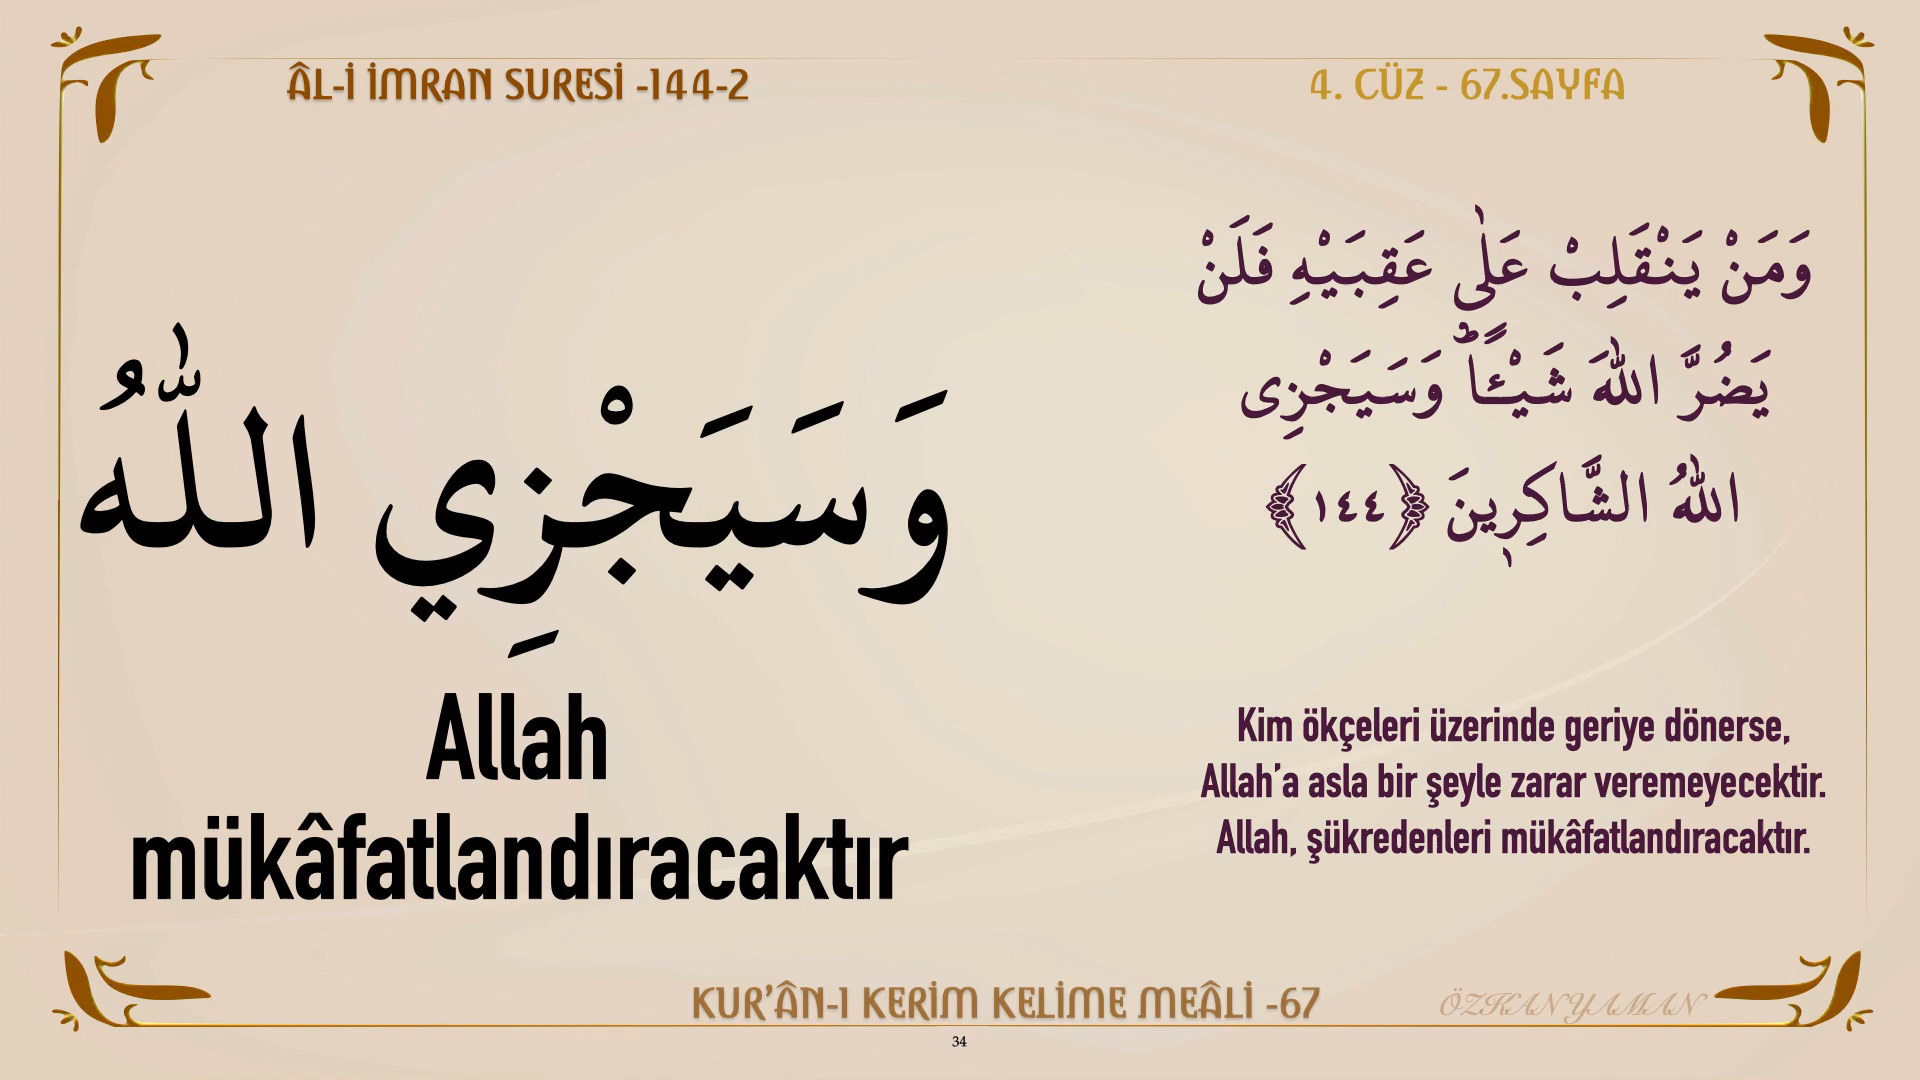 ÂL-İ İMRAN SURESİ -144-2
4. CÜZ - 67.SAYFA
وَسَيَجْزِي اللّٰهُ
Allah
mükâfatlandıracaktır
وَمَنْ يَنْقَلِبْ عَلٰى عَقِبَيْهِ فَلَنْ
يَضُرَّ اللّٰهَ شَيْـًٔاۜ وَسَيَجْزِى
اللّٰهُ الشَّاكِر۪ينَ ﴿١٤٤﴾
Kim ökçeleri üzerinde geriye dönerse,
Allah’a asla bir şeyle zarar veremeyecektir.
Allah, şükredenleri mükâfatlandıracaktır.
KUR’ÂN-I KERİM KELİME MEÂLİ -67
ÖZKAN YAMAN
34